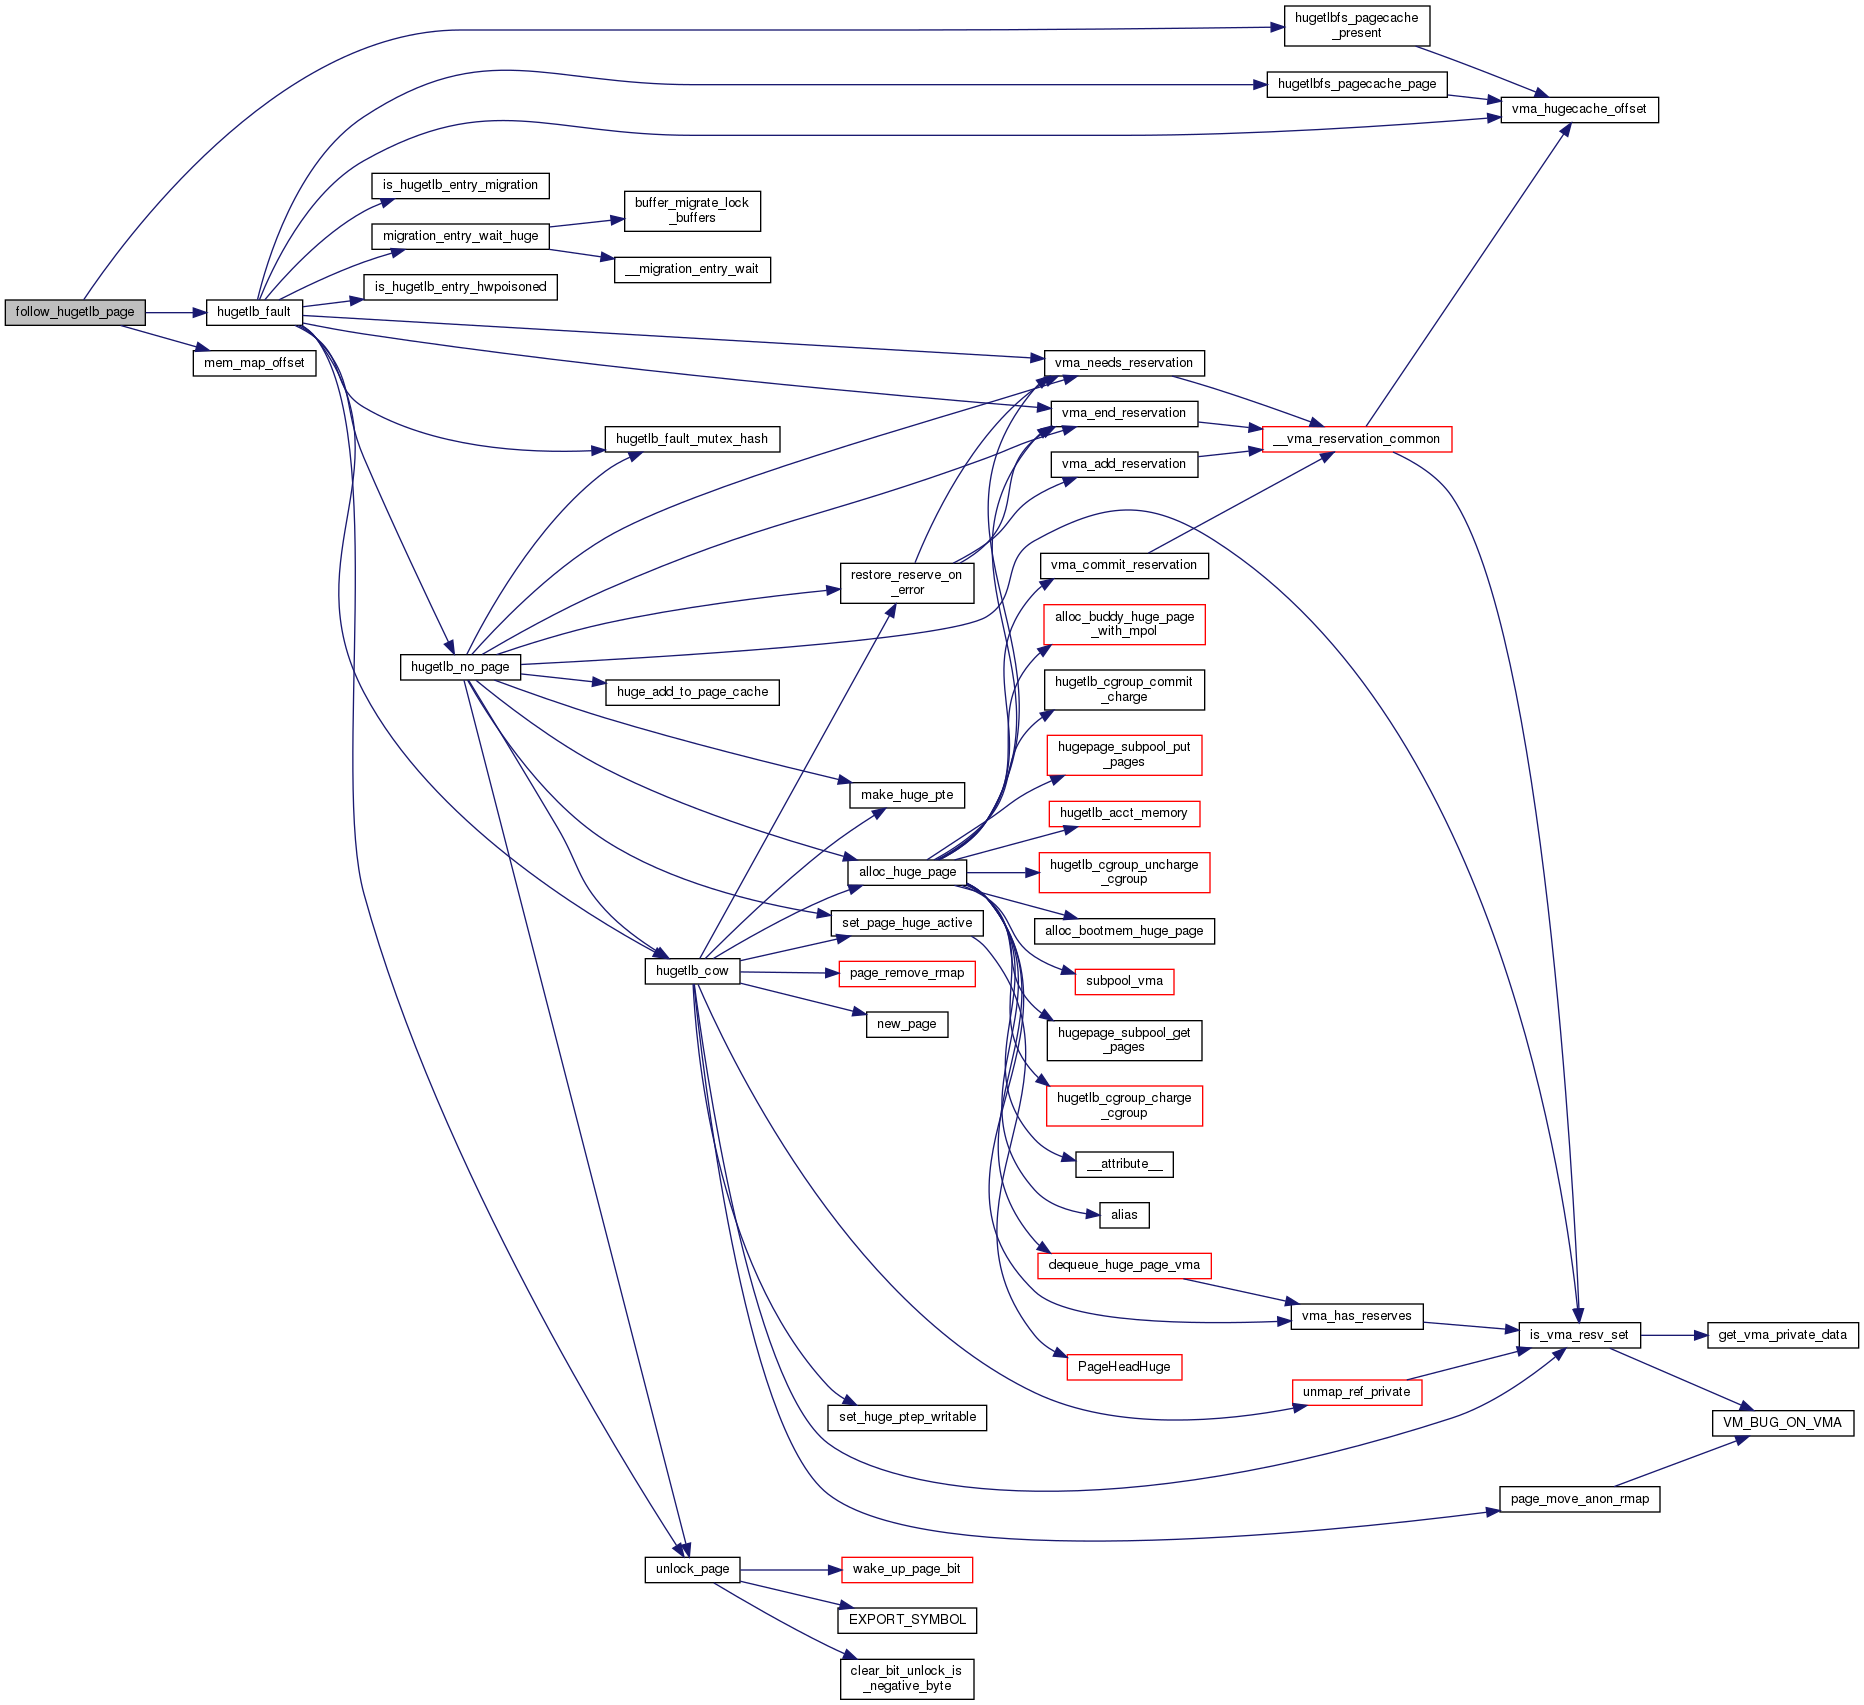 hugetlbfs_pagecache
_present
hugetlbfs_pagecache_page
vma_hugecache_offset
is_hugetlb_entry_migration
buffer_migrate_lock
_buffers
migration_entry_wait_huge
__migration_entry_wait
is_hugetlb_entry_hwpoisoned
follow_hugetlb_page
hugetlb_fault
mem_map_offset
vma_needs_reservation
vma_end_reservation
hugetlb_fault_mutex_hash
__vma_reservation_common
vma_add_reservation
vma_commit_reservation
restore_reserve_on
_error
alloc_buddy_huge_page
_with_mpol
hugetlb_no_page
huge_add_to_page_cache
hugetlb_cgroup_commit
_charge
hugepage_subpool_put
_pages
make_huge_pte
hugetlb_acct_memory
alloc_huge_page
hugetlb_cgroup_uncharge
_cgroup
set_page_huge_active
alloc_bootmem_huge_page
hugetlb_cow
page_remove_rmap
subpool_vma
new_page
hugepage_subpool_get
_pages
hugetlb_cgroup_charge
_cgroup
__attribute__
alias
dequeue_huge_page_vma
vma_has_reserves
is_vma_resv_set
get_vma_private_data
PageHeadHuge
unmap_ref_private
set_huge_ptep_writable
VM_BUG_ON_VMA
page_move_anon_rmap
unlock_page
wake_up_page_bit
EXPORT_SYMBOL
clear_bit_unlock_is
_negative_byte